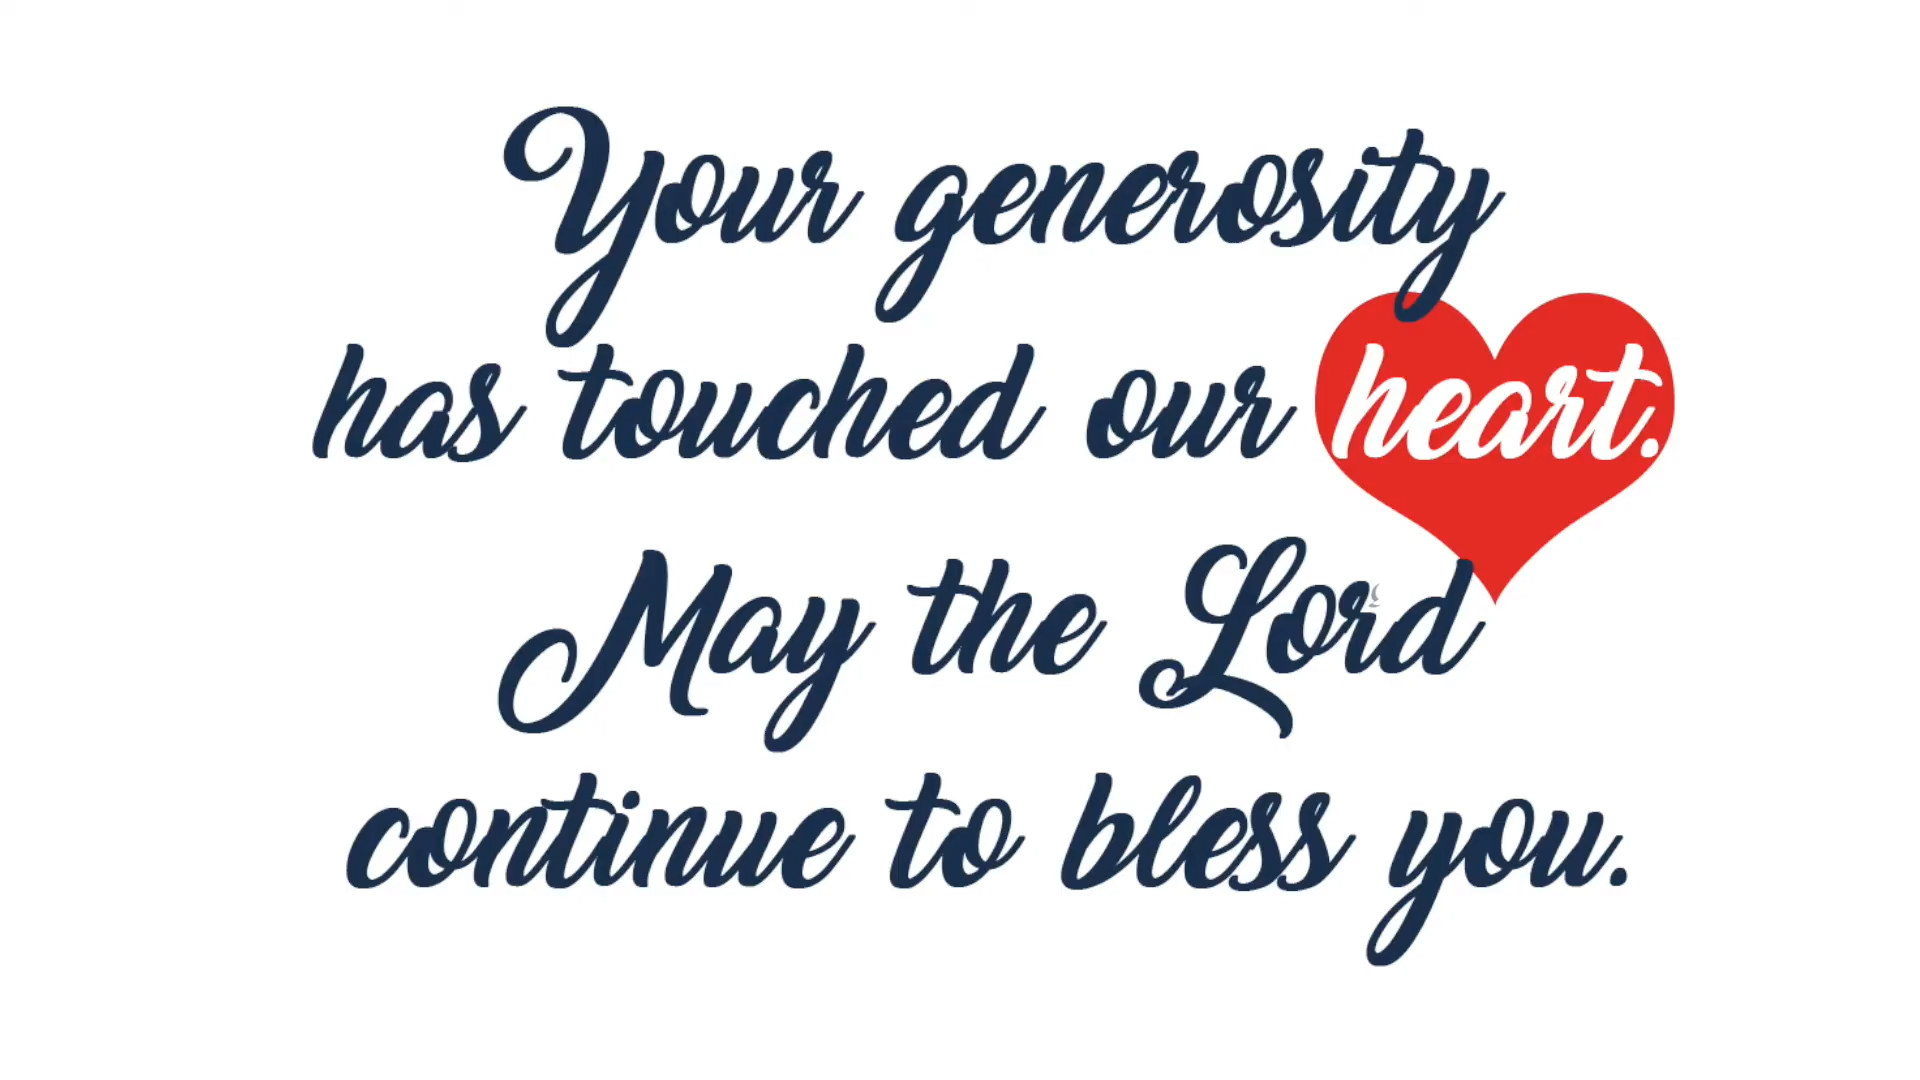 Your generosity
has touched our heart.
May the Lord
continue to bless you.